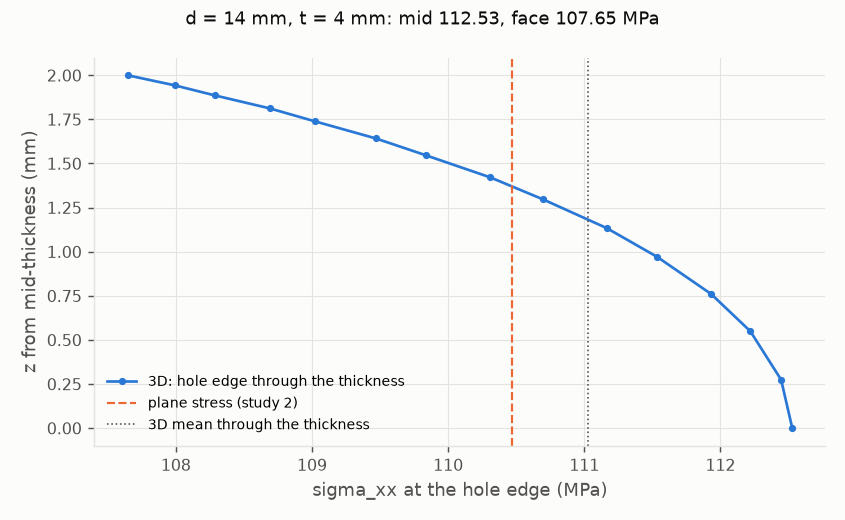 d = 14 mm, t = 4 mm: mid 112.53, face 107.65 MPa
z from mid-thickness (mm)
2.00
1.75
1.50
1.25
1.00
0.75
0.50
0.25
0.00
3D: hole edge through the thickness
plane stress (study 2)
3D mean through the thickness
108
109
110
111
112
sigma_xx at the hole edge (MPa)